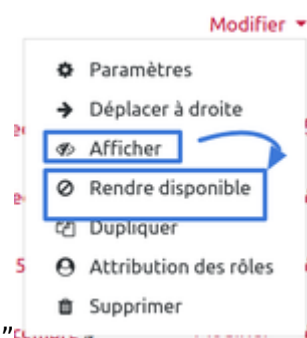 Modifier
Paramètres
Déplacer à droite
Afficher
Rendre disponible
Dupliquer
Attribution des rôles
Supprimer